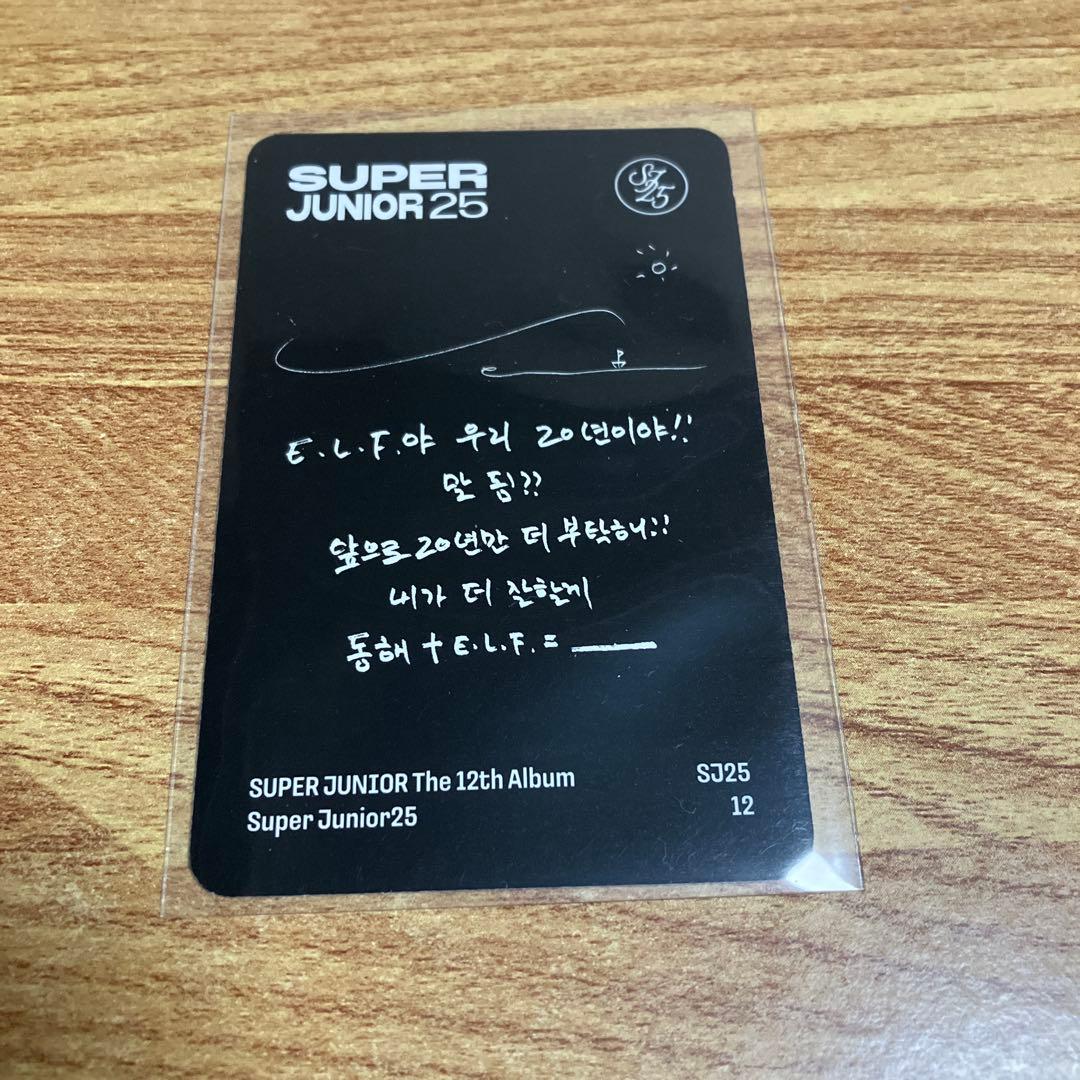 SUPER
JUNIOR25
SJ25
E.L.F.야 우리 20년이야!!
말 됨??
앞으로 20년만 더 부탁해!!
내가 더 잘할게
동해 + E.L.F. = ____
SUPER JUNIOR The 12th Album
Super Junior25
SJ25
12